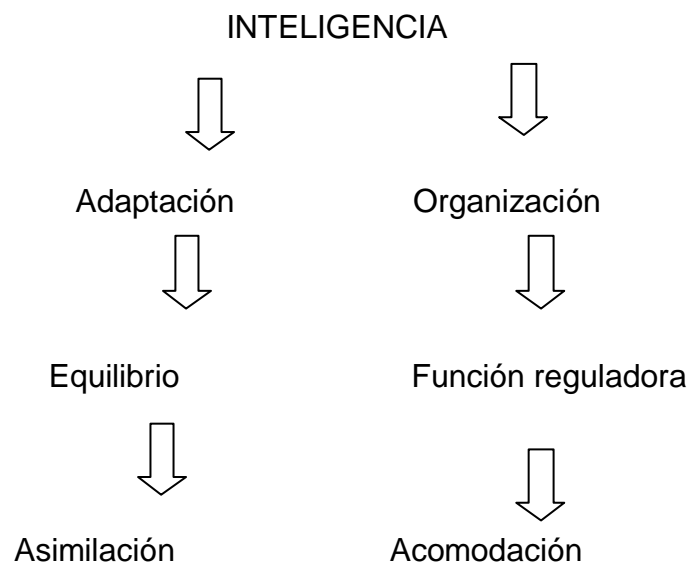 INTELIGENCIA
Adaptación Organización
Equilibrio Función reguladora
Asimilación Acomodación